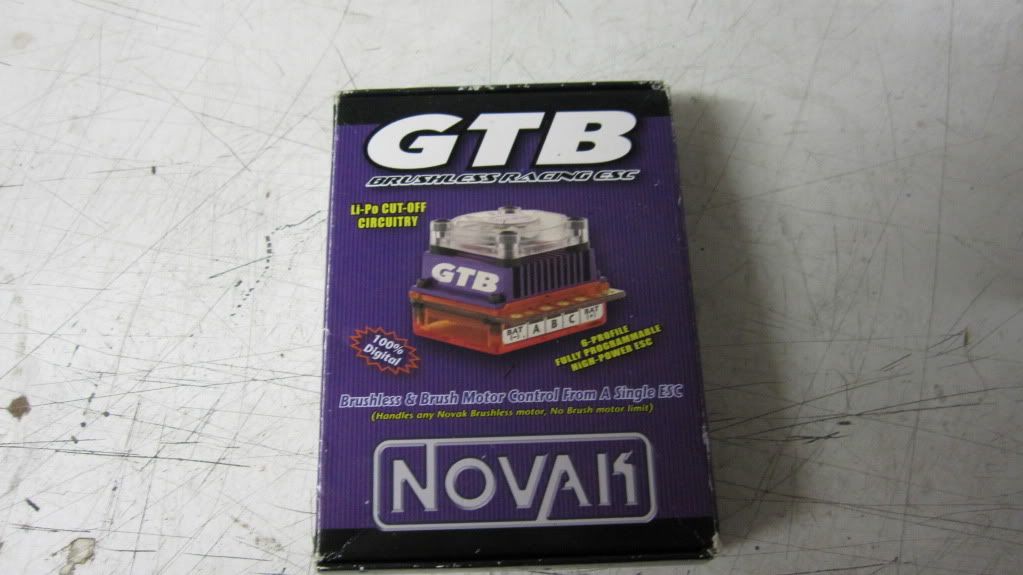 GTB
BRUSHLESS RACING ESC
Li-Po CUT-OFF
CIRCUITRY
GTB
BAT
(-)
A
B
C
BAT
(+)
100%
Digital
6-PROFILE
FULLY PROGRAMMABLE
HIGH-POWER ESC
Brushless & Brush Motor Control From A Single ESC
(Handles any Novak Brushless motor, No Brush motor limit)
NOVAK